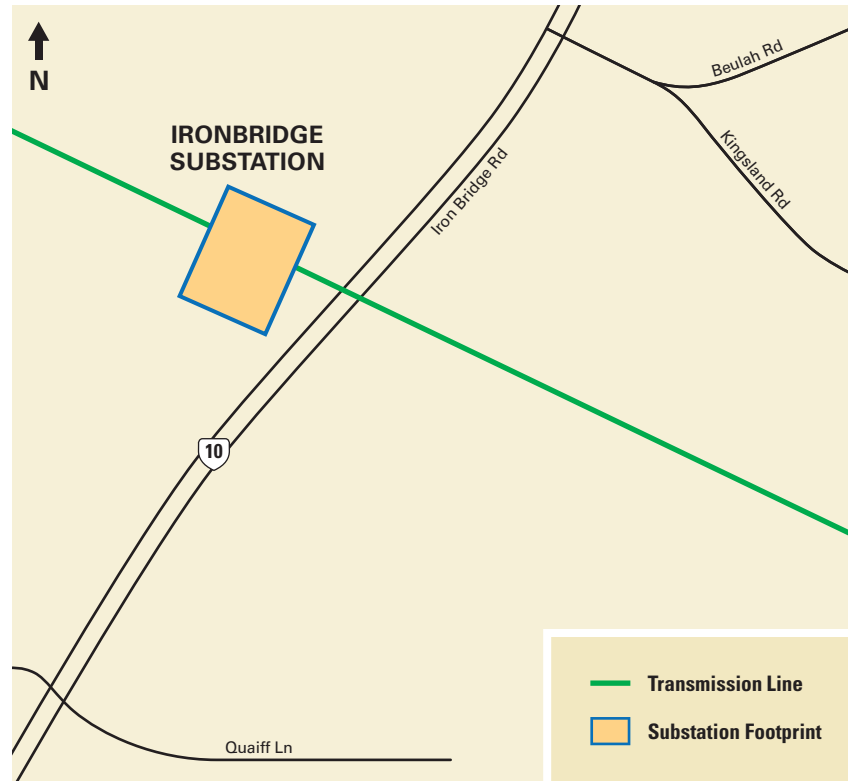 N
IRONBRIDGE
SUBSTATION
Beulah Rd
Kingsland Rd
Iron Bridge Rd
10
Quaiff Ln
Transmission Line
Substation Footprint